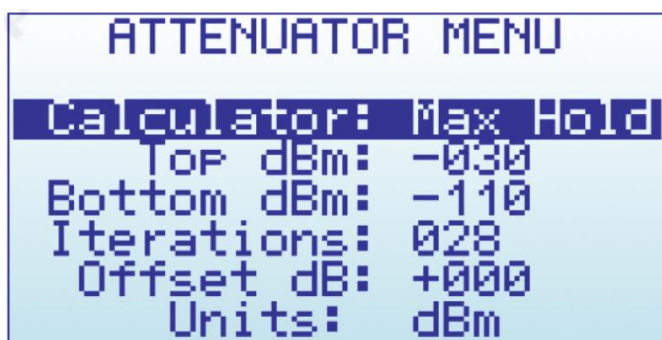 ATTENUATOR MENU
Calculator: Max Hold
Top dBm: -030
Bottom dBm: -110
Iterations: 028
Offset dB: +000
Units: dBm